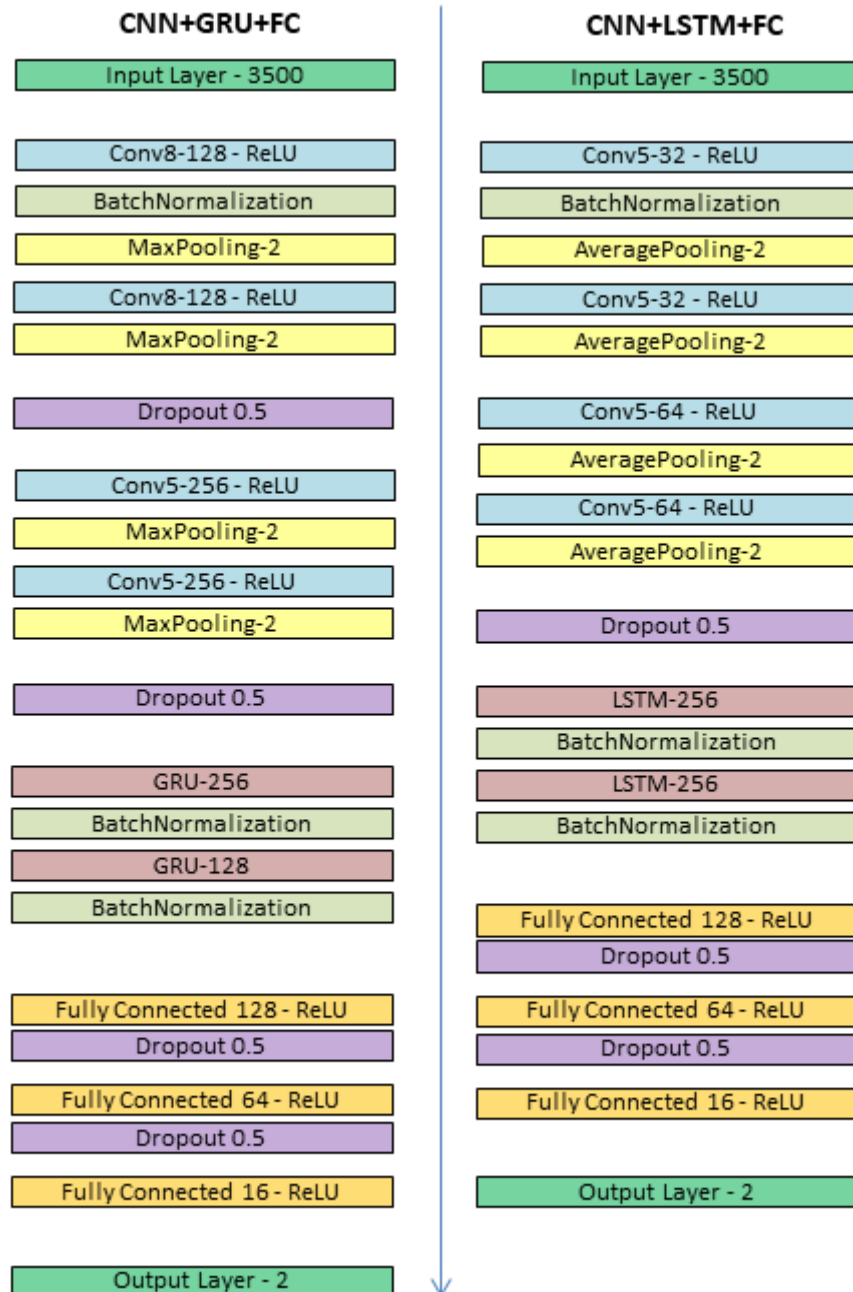 CNN+GRU+FC
Input Layer - 3500
Conv8-128 - ReLU
BatchNormalization
MaxPooling-2
Conv8-128 - ReLU
MaxPooling-2
Dropout 0.5
Conv5-256 - ReLU
MaxPooling-2
Conv5-256 - ReLU
MaxPooling-2
Dropout 0.5
GRU-256
BatchNormalization
GRU-128
BatchNormalization
Fully Connected 128 - ReLU
Dropout 0.5
Fully Connected 64 - ReLU
Dropout 0.5
Fully Connected 16 - ReLU
Output Layer - 2
CNN+LSTM+FC
Input Layer - 3500
Conv5-32 - ReLU
BatchNormalization
AveragePooling-2
Conv5-32 - ReLU
AveragePooling-2
Conv5-64 - ReLU
AveragePooling-2
Conv5-64 - ReLU
AveragePooling-2
Dropout 0.5
LSTM-256
BatchNormalization
LSTM-256
BatchNormalization
Fully Connected 128 - ReLU
Dropout 0.5
Fully Connected 64 - ReLU
Dropout 0.5
Fully Connected 16 - ReLU
Output Layer - 2